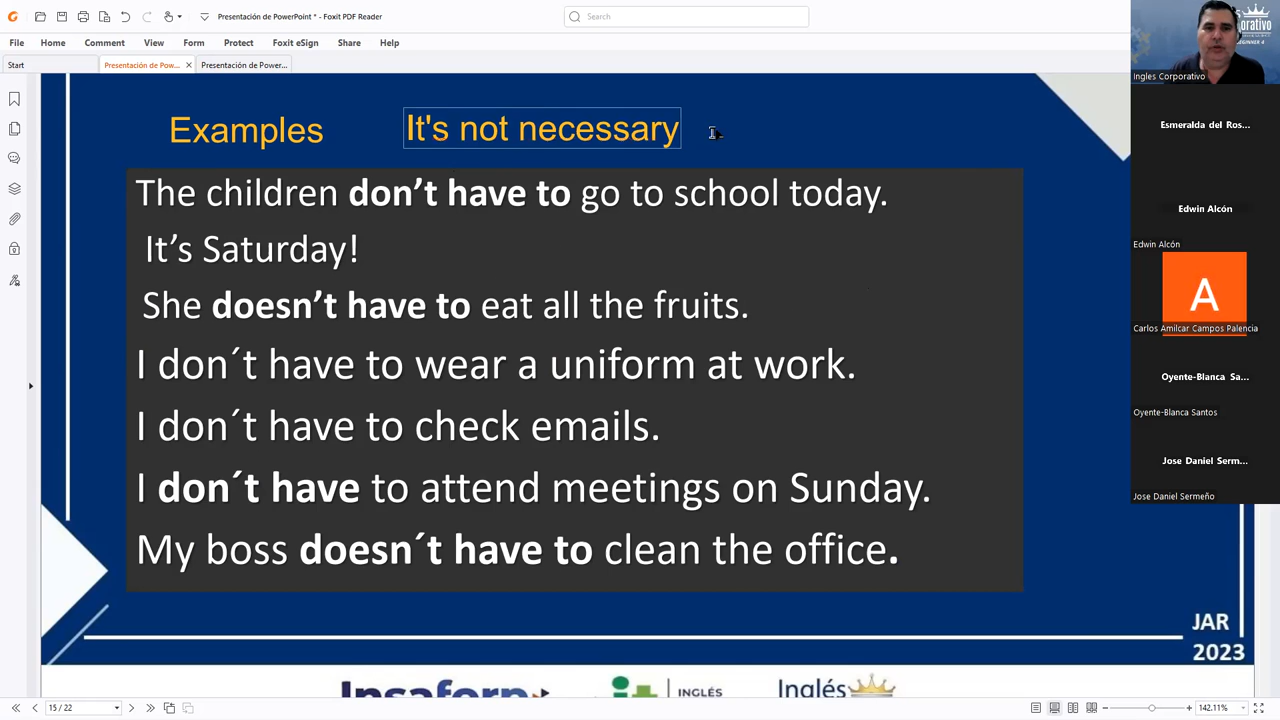 Presentación de PowerPoint * - Foxit PDF Reader
Search
File Home Comment View Form Protect Foxit eSign Share Help
Start
Presentación de Pow...
Presentación de Power...
Examples
It's not necessary
The children don’t have to go to school today.
It’s Saturday!
She doesn’t have to eat all the fruits.
I don´t have to wear a uniform at work.
I don´t have to check emails.
I don´t have to attend meetings on Sunday.
My boss doesn´t have to clean the office.
JAR
2023
Insaforp
INGLÉS
Inglés
15 / 22
142.11%
BEGINNER 4
Ingles Corporativo
Esmeralda del Ros...
Edwin Alcón
Edwin Alcón
A
Carlos Amilcar Campos Palencia
Oyente-Blanca Sa...
Oyente-Blanca Santos
Jose Daniel Serm...
Jose Daniel Sermeño